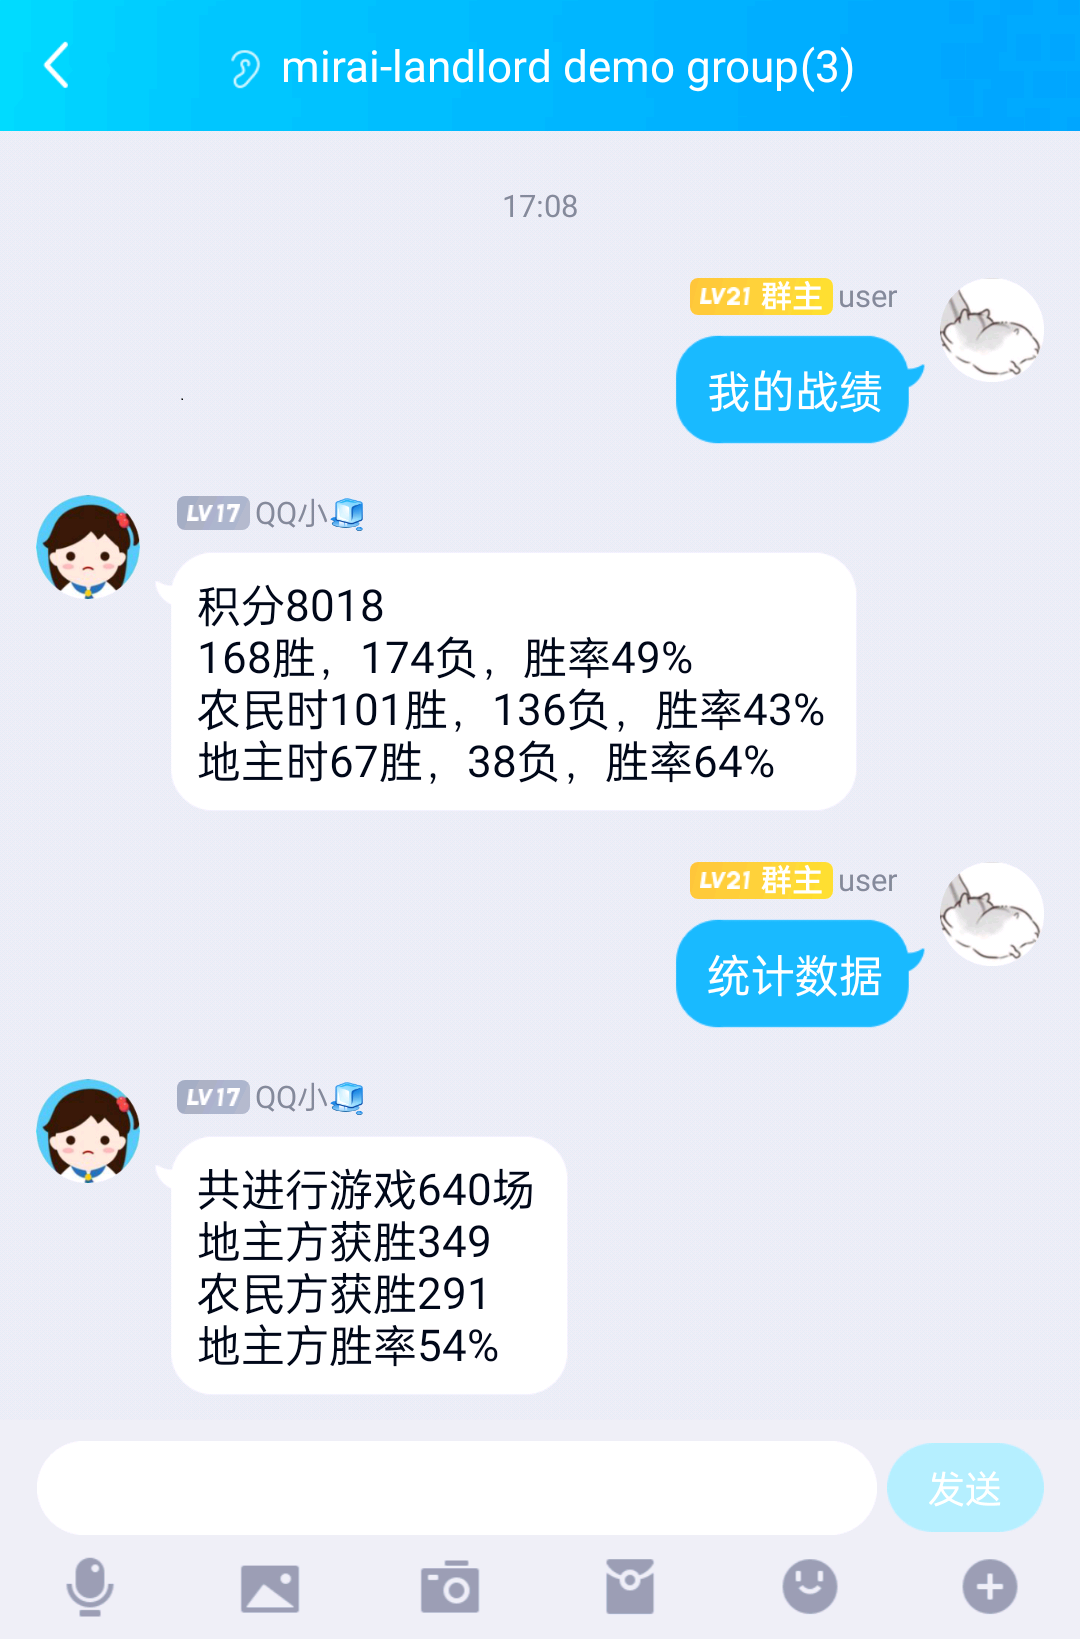 mirai-landlord demo group(3)
17:08
LV21 群主 user
我的战绩
LV17 QQ小🧊
积分8018
168胜，174负，胜率49%
农民时101胜，136负，胜率43%
地主时67胜，38负，胜率64%
LV21 群主 user
统计数据
LV17 QQ小🧊
共进行游戏640场
地主方获胜349
农民方获胜291
地主方胜率54%
发送